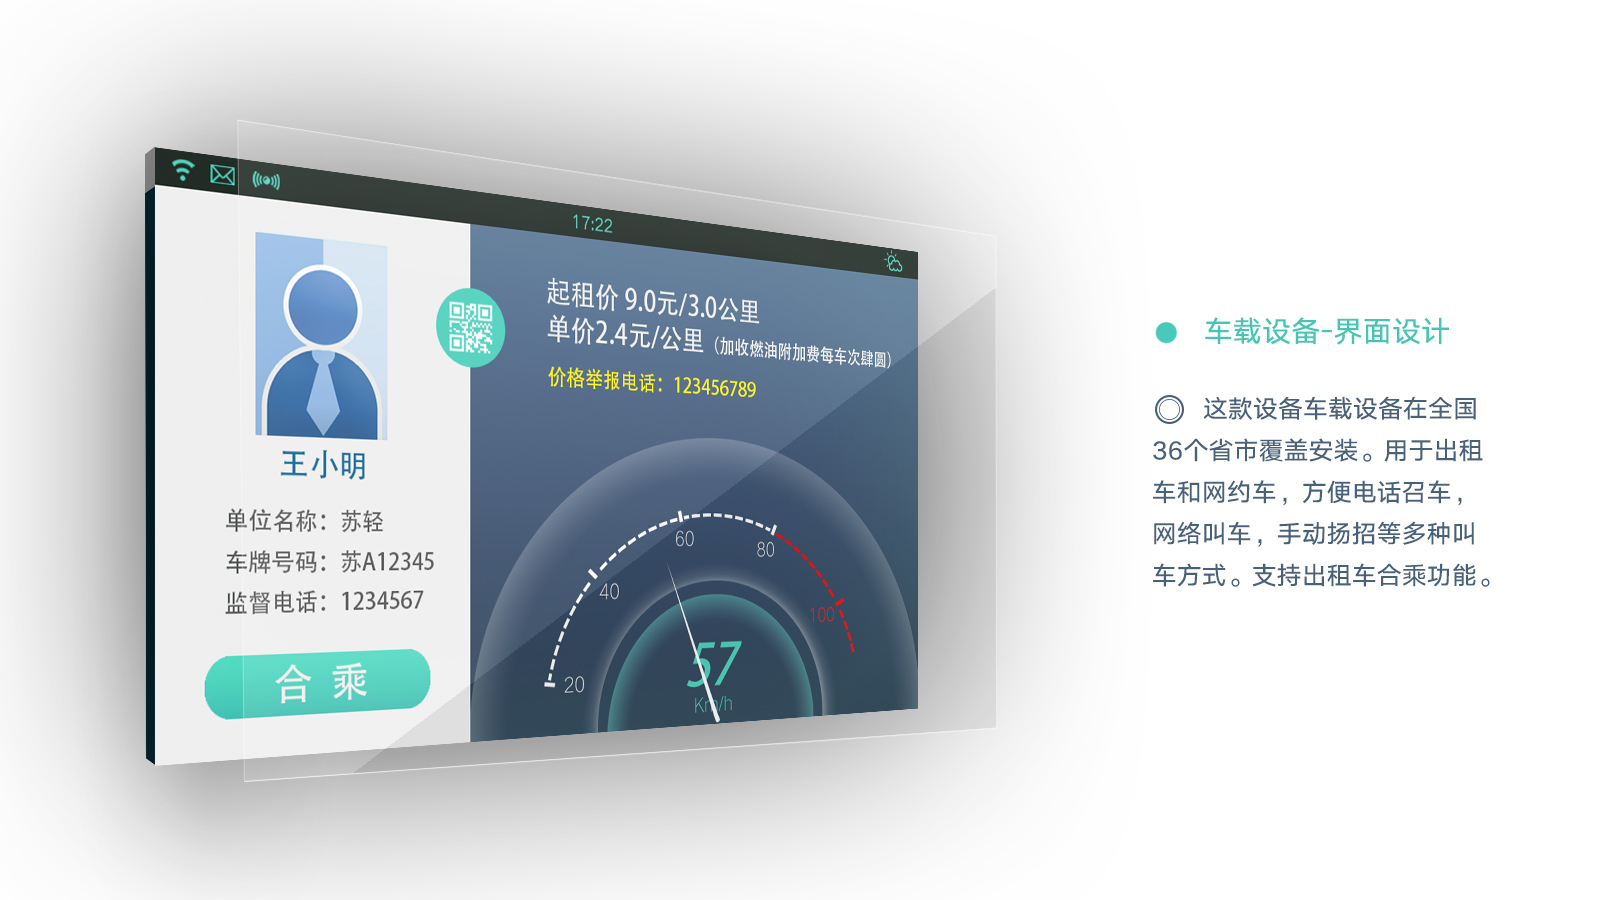 17:22
王小明
单位名称：苏轻
车牌号码：苏A12345
监督电话：1234567
合 乘
起租价 9.0元/3.0公里
单价2.4元/公里（加收燃油附加费每车次肆圆）
价格举报电话：123456789
20
40
60
80
100
57
Km/h
车载设备-界面设计
这款设备车载设备在全国
36个省市覆盖安装。用于出租
车和网约车，方便电话召车，
网络叫车，手动扬招等多种叫
车方式。支持出租车合乘功能。